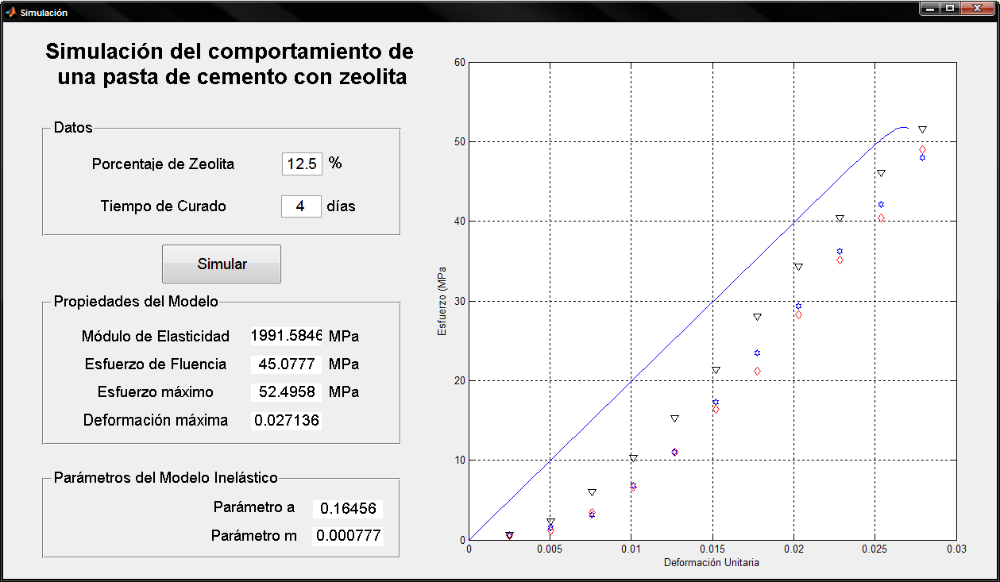 Simulación
Simulación del comportamiento de
una pasta de cemento con zeolita
Datos
Porcentaje de Zeolita 12.5 %
Tiempo de Curado 4 días
Simular
Propiedades del Modelo
Módulo de Elasticidad 1991.5846 MPa
Esfuerzo de Fluencia 45.0777 MPa
Esfuerzo máximo 52.4958 MPa
Deformación máxima 0.027136
Parámetros del Modelo Inelástico
Parámetro a 0.16456
Parámetro m 0.000777
60
50
40
30
20
10
0
Esfuerzo (MPa
0 0.005 0.01 0.015 0.02 0.025 0.03
Deformación Unitaria